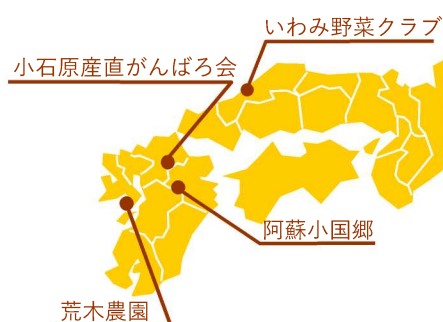 いわみ野菜クラブ
小石原産直がんばろ会
阿蘇小国郷
荒木農園